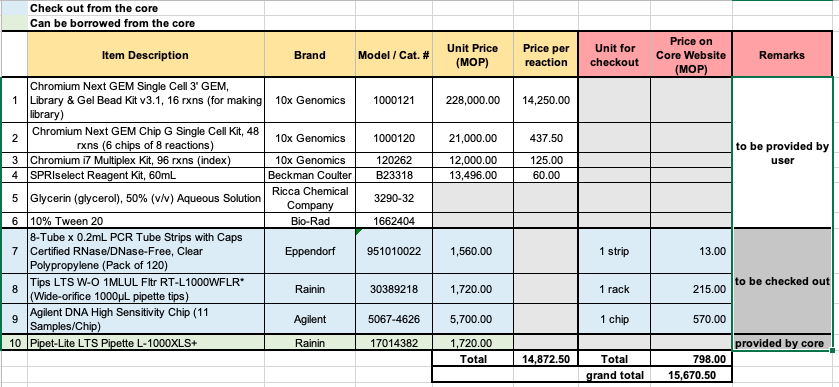 Check out from the core
Can be borrowed from the core
Item Description Brand Model / Cat. # Unit Price (MOP) Price per reaction Unit for checkout Price on Core Website (MOP) Remarks
1 Chromium Next GEM Single Cell 3' GEM, Library & Gel Bead Kit v3.1, 16 rxns (for making library) 10x Genomics 1000121 228,000.00 14,250.00
2 Chromium Next GEM Chip G Single Cell Kit, 48 rxns (6 chips of 8 reactions) 10x Genomics 1000120 21,000.00 437.50
to be provided by user
3 Chromium i7 Multiplex Kit, 96 rxns (index) 10x Genomics 120262 12,000.00 125.00
4 SPRIselect Reagent Kit, 60mL Beckman Coulter B23318 13,496.00 60.00
5 Glycerin (glycerol), 50% (v/v) Aqueous Solution Ricca Chemical Company 3290-32
6 10% Tween 20 Bio-Rad 1662404
7 8-Tube x 0.2mL PCR Tube Strips with Caps Certified RNase/DNase-Free, Clear Polypropylene (Pack of 120) Eppendorf 951010022 1,560.00 1 strip 13.00
8 Tips LTS W-O 1MLUL Fltr RT-L1000WFLR* (Wide-orifice 1000µL pipette tips) Rainin 30389218 1,720.00 1 rack 215.00 to be checked out
9 Agilent DNA High Sensitivity Chip (11 Samples/Chip) Agilent 5067-4626 5,700.00 1 chip 570.00
10 Pipet-Lite LTS Pipette L-1000XLS+ Rainin 17014382 1,720.00 provided by core
Total 14,872.50 Total 798.00
grand total 15,670.50